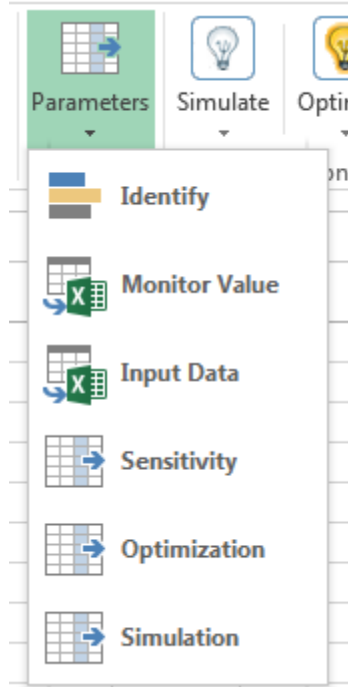 Parameters Simulate
Identify
Monitor Value
Input Data
Sensitivity
Optimization
Simulation